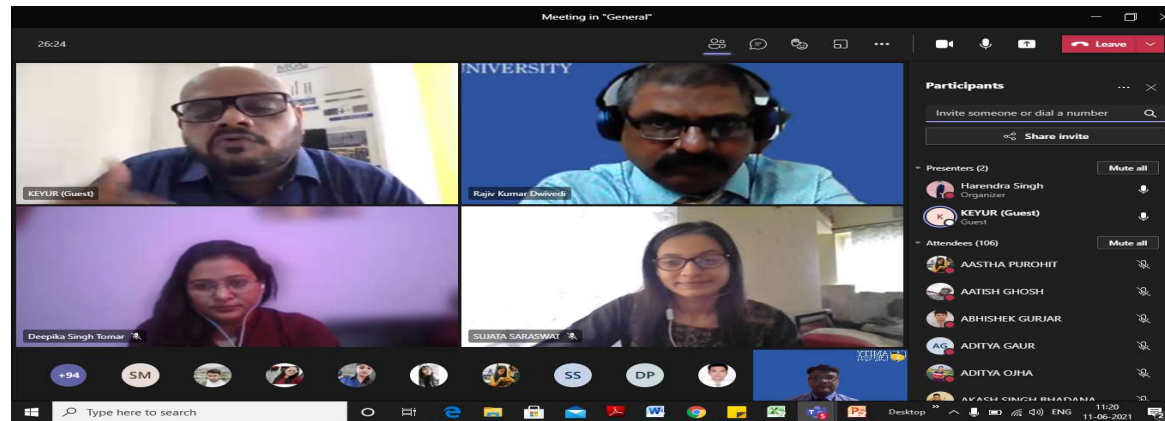 Meeting in "General"
26:24
Leave
NIVERSITY
KEYUR (Guest)
Rajiv Kumar Dwivedi
Deepika Singh Tomar
SUJATA SARASWAT
+94
SM
SS
DP
Participants
Invite someone or dial a number
Share invite
Presenters (2)
Mute all
Harendra Singh
Organizer
K
KEYUR (Guest)
Guest
Attendees (106)
Mute all
AASTHA PUROHIT
AATISH GHOSH
ABHISHEK GURJAR
AG
ADITYA GAUR
ADITYA OJHA
AKASH SINGH BHADANA
Type here to search
Desktop
ENG
11:20
11-06-2021